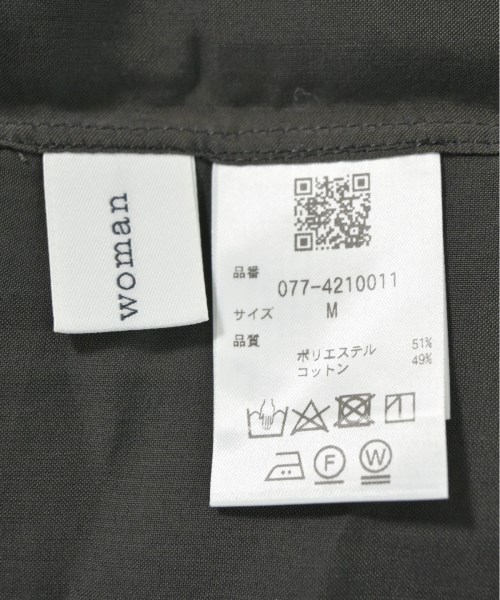 woman
品番
077-4210011
サイズ M
品質
ポリエステル 51%
コットン 49%
F W